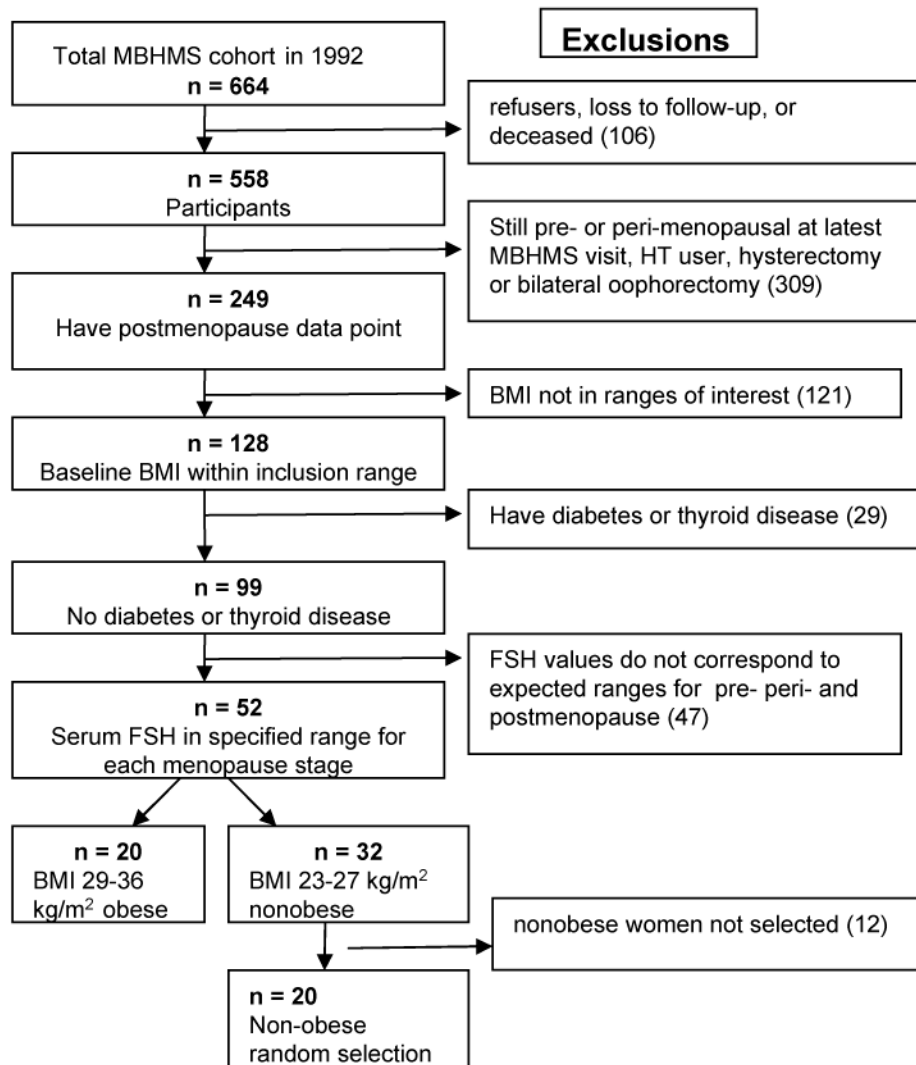 Total MBHMS cohort in 1992
n = 664
Exclusions
refusers, loss to follow-up, or
deceased (106)
n = 558
Participants
Still pre- or peri-menopausal at latest
MBHMS visit, HT user, hysterectomy
or bilateral oophorectomy (309)
n = 249
Have postmenopause data point
BMI not in ranges of interest (121)
n = 128
Baseline BMI within inclusion range
Have diabetes or thyroid disease (29)
n = 99
No diabetes or thyroid disease
FSH values do not correspond to
expected ranges for  pre- peri- and
postmenopause (47)
n = 52
Serum FSH in specified range for
each menopause stage
n = 20
BMI 29-36
kg/m² obese
n = 32
BMI 23-27 kg/m²
nonobese
nonobese women not selected (12)
n = 20
Non-obese
random selection